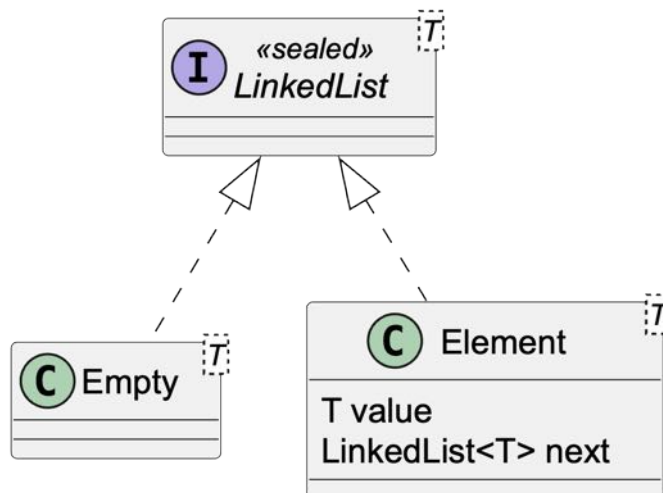 T
I
«sealed»
LinkedList
T
C Empty
T
C Element
T value
LinkedList<T> next